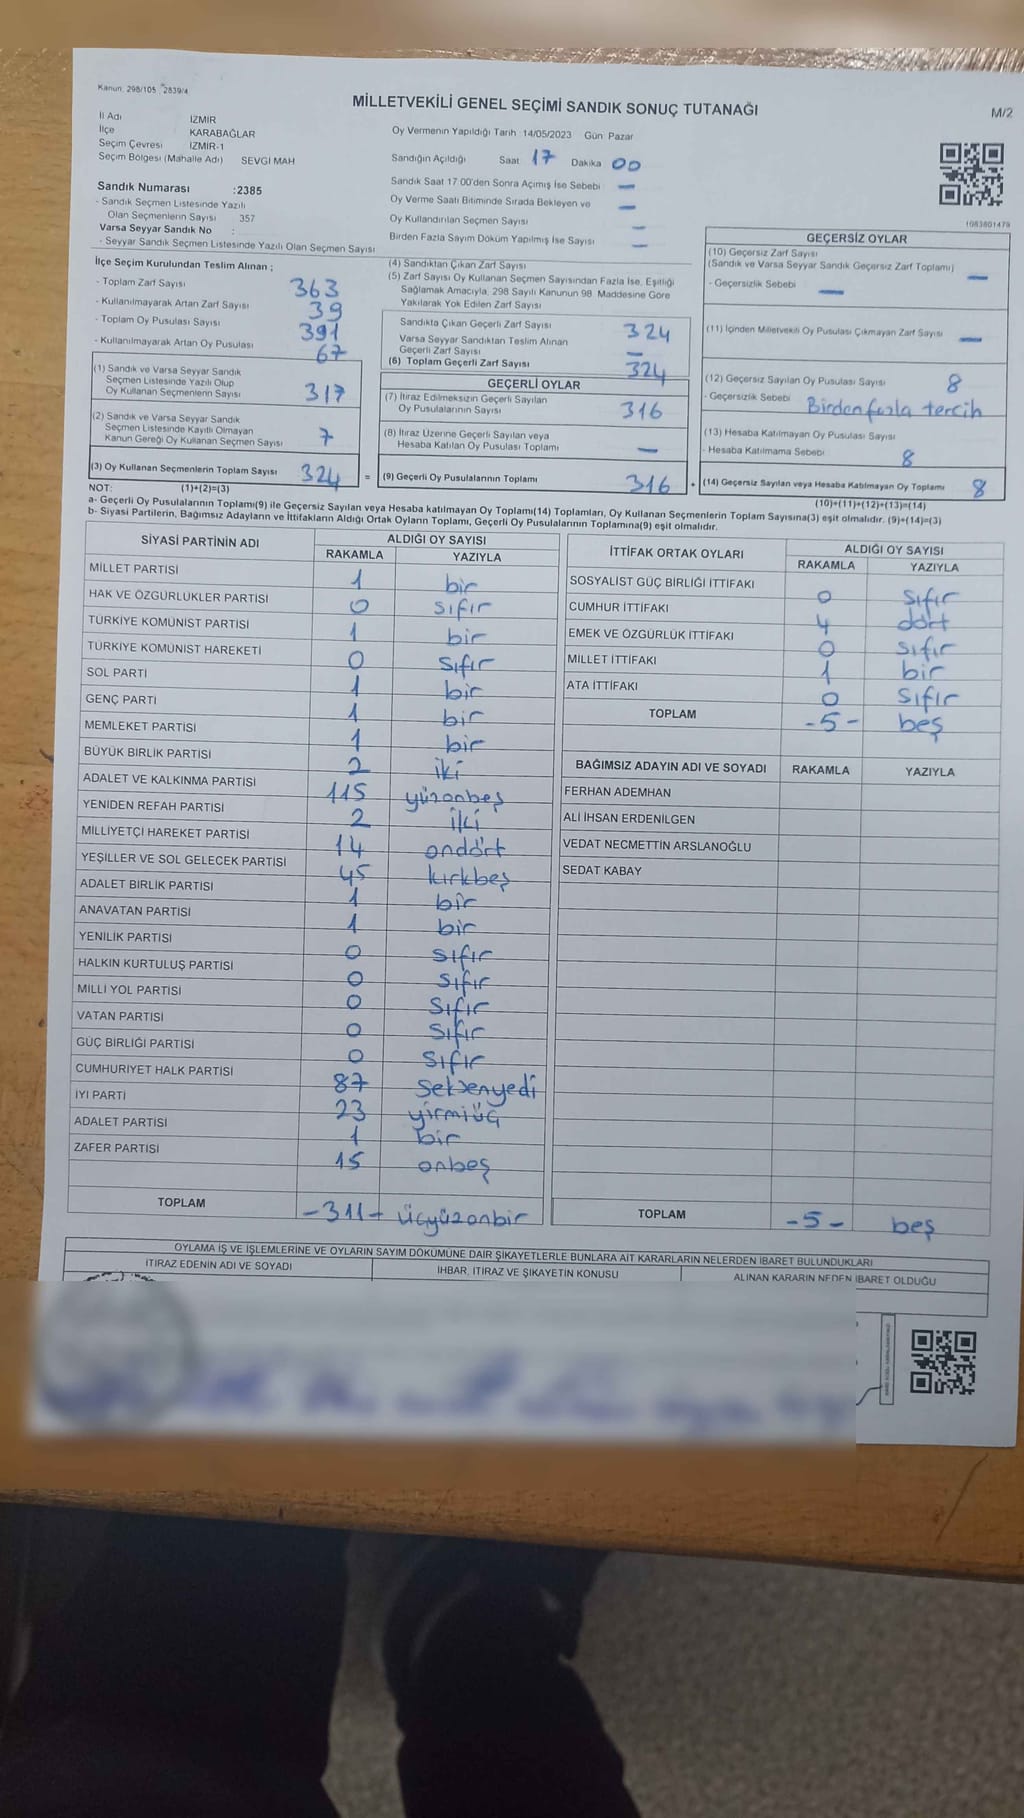 Kanun: 298/105 2839/4
MİLLETVEKİLİ GENEL SEÇİMİ SANDIK SONUÇ TUTANAĞI
M/2
İl Adı İZMİR
İlçe KARABAĞLAR
Seçim Çevresi İZMİR-1
Seçim Bölgesi (Mahalle Adı) SEVGİ MAH
Sandık Numarası :2385
- Sandık Seçmen Listesinde Yazılı
Olan Seçmenlerin Sayısı 357
Varsa Seyyar Sandık No :
- Seyyar Sandık Seçmen Listesinde Yazılı Olan Seçmen Sayısı
Oy Vermenin Yapıldığı Tarih 14/05/2023 Gün Pazar
Sandığın Açıldığı Saat 17 Dakika 00
Sandık Saat 17:00'den Sonra Açımış İse Sebebi —
Oy Verme Saati Bitiminde Sırada Bekleyen ve —
Oy Kullandırılan Seçmen Sayısı —
Birden Fazla Sayım Döküm Yapılmış İse Sayısı —
1083801479
İlçe Seçim Kurulundan Teslim Alınan ;
- Toplam Zarf Sayısı 363
- Kullanılmayarak Artan Zarf Sayısı 39
- Toplam Oy Pusulası Sayısı 391
- Kullanılmayarak Artan Oy Pusulası 67
(1) Sandık ve Varsa Seyyar Sandık
Seçmen Listesinde Yazılı Olup
Oy Kullanan Seçmenlerin Sayısı 317
(2) Sandık ve Varsa Seyyar Sandık
Seçmen Listesinde Kayıtlı Olmayan
Kanun Gereği Oy Kullanan Seçmen Sayısı 7
(3) Oy Kullanan Seçmenlerin Toplam Sayısı 324 =
(4) Sandıktan Çıkan Zarf Sayısı
(5) Zarf Sayısı Oy Kullanan Seçmen Sayısından Fazla İse, Eşitliği
Sağlamak Amacıyla, 298 Sayılı Kanunun 98. Maddesine Göre
Yakılarak Yok Edilen Zarf Sayısı
Sandıkta Çıkan Geçerli Zarf Sayısı 324
Varsa Seyyar Sandıktan Teslim Alınan
Geçerli Zarf Sayısı —
(6) Toplam Geçerli Zarf Sayısı 324
GEÇERLİ OYLAR
(7) İtiraz Edilmeksizin Geçerli Sayılan
Oy Pusulalarının Sayısı 316
(8) İtiraz Üzerine Geçerli Sayılan veya
Hesaba Katılan Oy Pusulası Toplamı —
(9) Geçerli Oy Pusulalarının Toplamı 316 +
GEÇERSİZ OYLAR
(10) Geçersiz Zarf Sayısı
(Sandık ve Varsa Seyyar Sandık Geçersiz Zarf Toplamı) —
- Geçersizlik Sebebi —
(11) İçinden Milletvekili Oy Pusulası Çıkmayan Zarf Sayısı —
(12) Geçersiz Sayılan Oy Pusulası Sayısı 8
- Geçersizlik Sebebi Birden fazla tercih
(13) Hesaba Katılmayan Oy Pusulası Sayısı
- Hesaba Katılmama Sebebi 8
(14) Geçersiz Sayılan veya Hesaba Katılmayan Oy Toplamı 8
NOT: (1)+(2)=(3)
(10)+(11)+(12)+(13)=(14)
a- Geçerli Oy Pusulalarının Toplamı(9) ile Geçersiz Sayılan veya Hesaba katılmayan Oy Toplamı(14) Toplamları, Oy Kullanan Seçmenlerin Toplam Sayısına(3) eşit olmalıdır. (9)+(14)=(3)
b- Siyasi Partilerin, Bağımsız Adayların ve İttifakların Aldığı Ortak Oyların Toplamı, Geçerli Oy Pusulalarının Toplamına(9) eşit olmalıdır.
SİYASİ PARTİNİN ADI ALDIĞI OY SAYISI
RAKAMLA YAZIYLA
MİLLET PARTİSİ 1 bir
HAK VE ÖZGÜRLÜKLER PARTİSİ 0 sıfır
TÜRKİYE KOMÜNİST PARTİSİ 1 bir
TÜRKİYE KOMÜNİST HAREKETİ 0 sıfır
SOL PARTİ 1 bir
GENÇ PARTİ 1 bir
MEMLEKET PARTİSİ 1 bir
BÜYÜK BİRLİK PARTİSİ 2 iki
ADALET VE KALKINMA PARTİSİ 115 yüzonbeş
YENİDEN REFAH PARTİSİ 2 iki
MİLLİYETÇİ HAREKET PARTİSİ 14 ondört
YEŞİLLER VE SOL GELECEK PARTİSİ 45 kırkbeş
ADALET BİRLİK PARTİSİ 1 bir
ANAVATAN PARTİSİ 1 bir
YENİLİK PARTİSİ 0 sıfır
HALKIN KURTULUŞ PARTİSİ 0 sıfır
MİLLİ YOL PARTİSİ 0 sıfır
VATAN PARTİSİ 0 sıfır
GÜÇ BİRLİĞİ PARTİSİ 0 sıfır
CUMHURİYET HALK PARTİSİ 87 seksenyedi
İYİ PARTİ 23 yirmiüç
ADALET PARTİSİ 1 bir
ZAFER PARTİSİ 15 onbeş
TOPLAM -311- üçyüzonbir
İTTİFAK ORTAK OYLARI ALDIĞI OY SAYISI
RAKAMLA YAZIYLA
SOSYALİST GÜÇ BİRLİĞİ İTTİFAKI 0 sıfır
CUMHUR İTTİFAKI 4 dört
EMEK VE ÖZGÜRLÜK İTTİFAKI 0 sıfır
MİLLET İTTİFAKI 1 bir
ATA İTTİFAKI 0 sıfır
TOPLAM -5- beş
BAĞIMSIZ ADAYIN ADI VE SOYADI RAKAMLA YAZIYLA
FERHAN ADEMHAN
ALİ İHSAN ERDENİLGEN
VEDAT NECMETTİN ARSLANOĞLU
SEDAT KABAY
TOPLAM -5- beş
OYLAMA İŞ VE İŞLEMLERİNE VE OYLARIN SAYIM DÖKÜMÜNE DAİR ŞİKAYETLERLE BUNLARA AİT KARARLARIN NELERDEN İBARET BULUNDUKLARI
İTİRAZ EDENİN ADI VE SOYADI İHBAR, İTİRAZ VE ŞİKAYETİN KONUSU ALINAN KARARIN NEDEN İBARET OLDUĞU